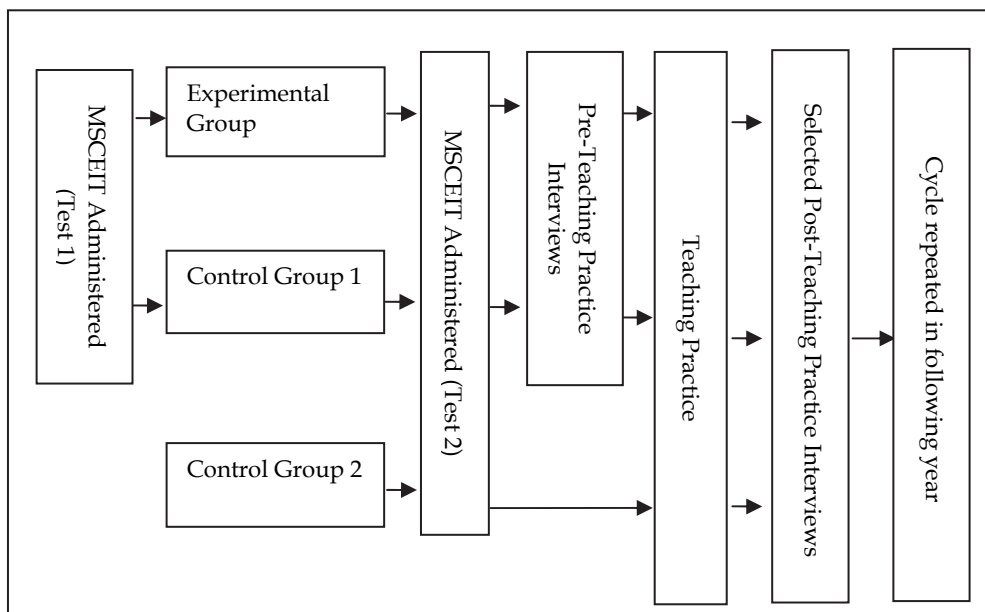 MSCEIT Administered
(Test 1)
Experimental
Group
Control Group 1
Control Group 2
MSCEIT Administered (Test 2)
Pre-Teaching Practice
Interviews
Teaching Practice
Selected Post-Teaching Practice Interviews
Cycle repeated in following year